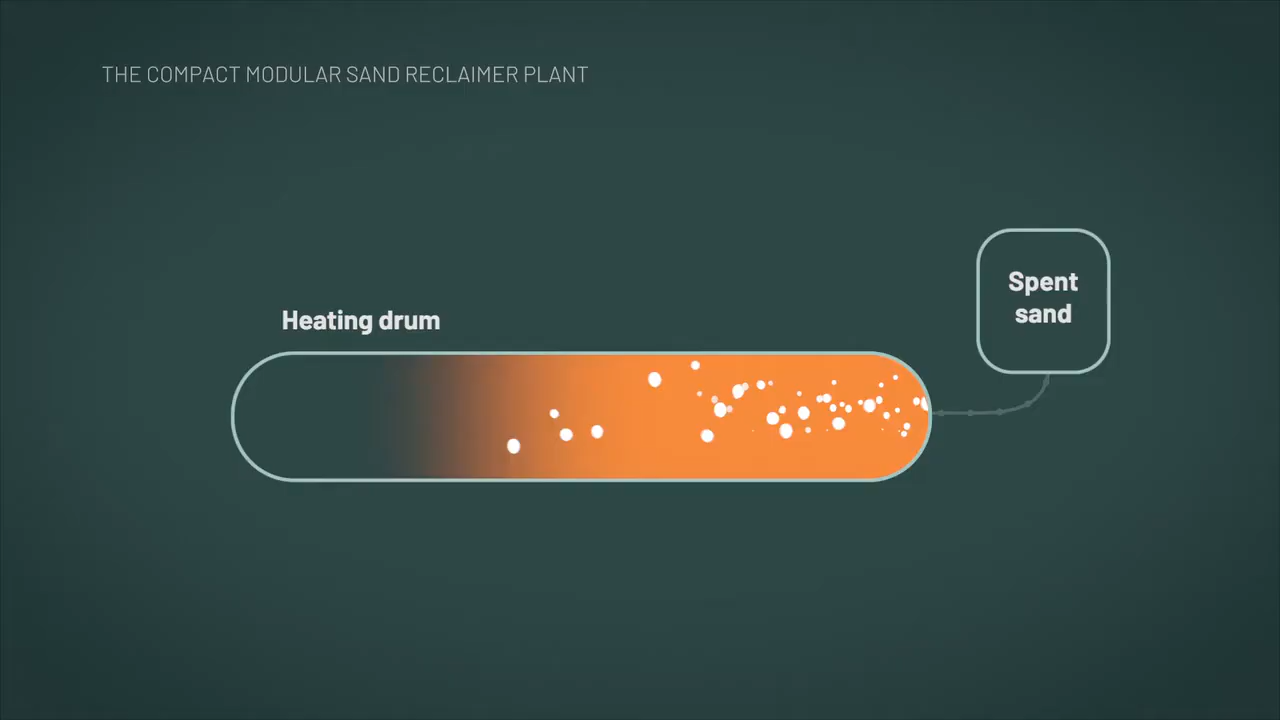 THE COMPACT MODULAR SAND RECLAIMER PLANT
Spent
sand
Heating drum